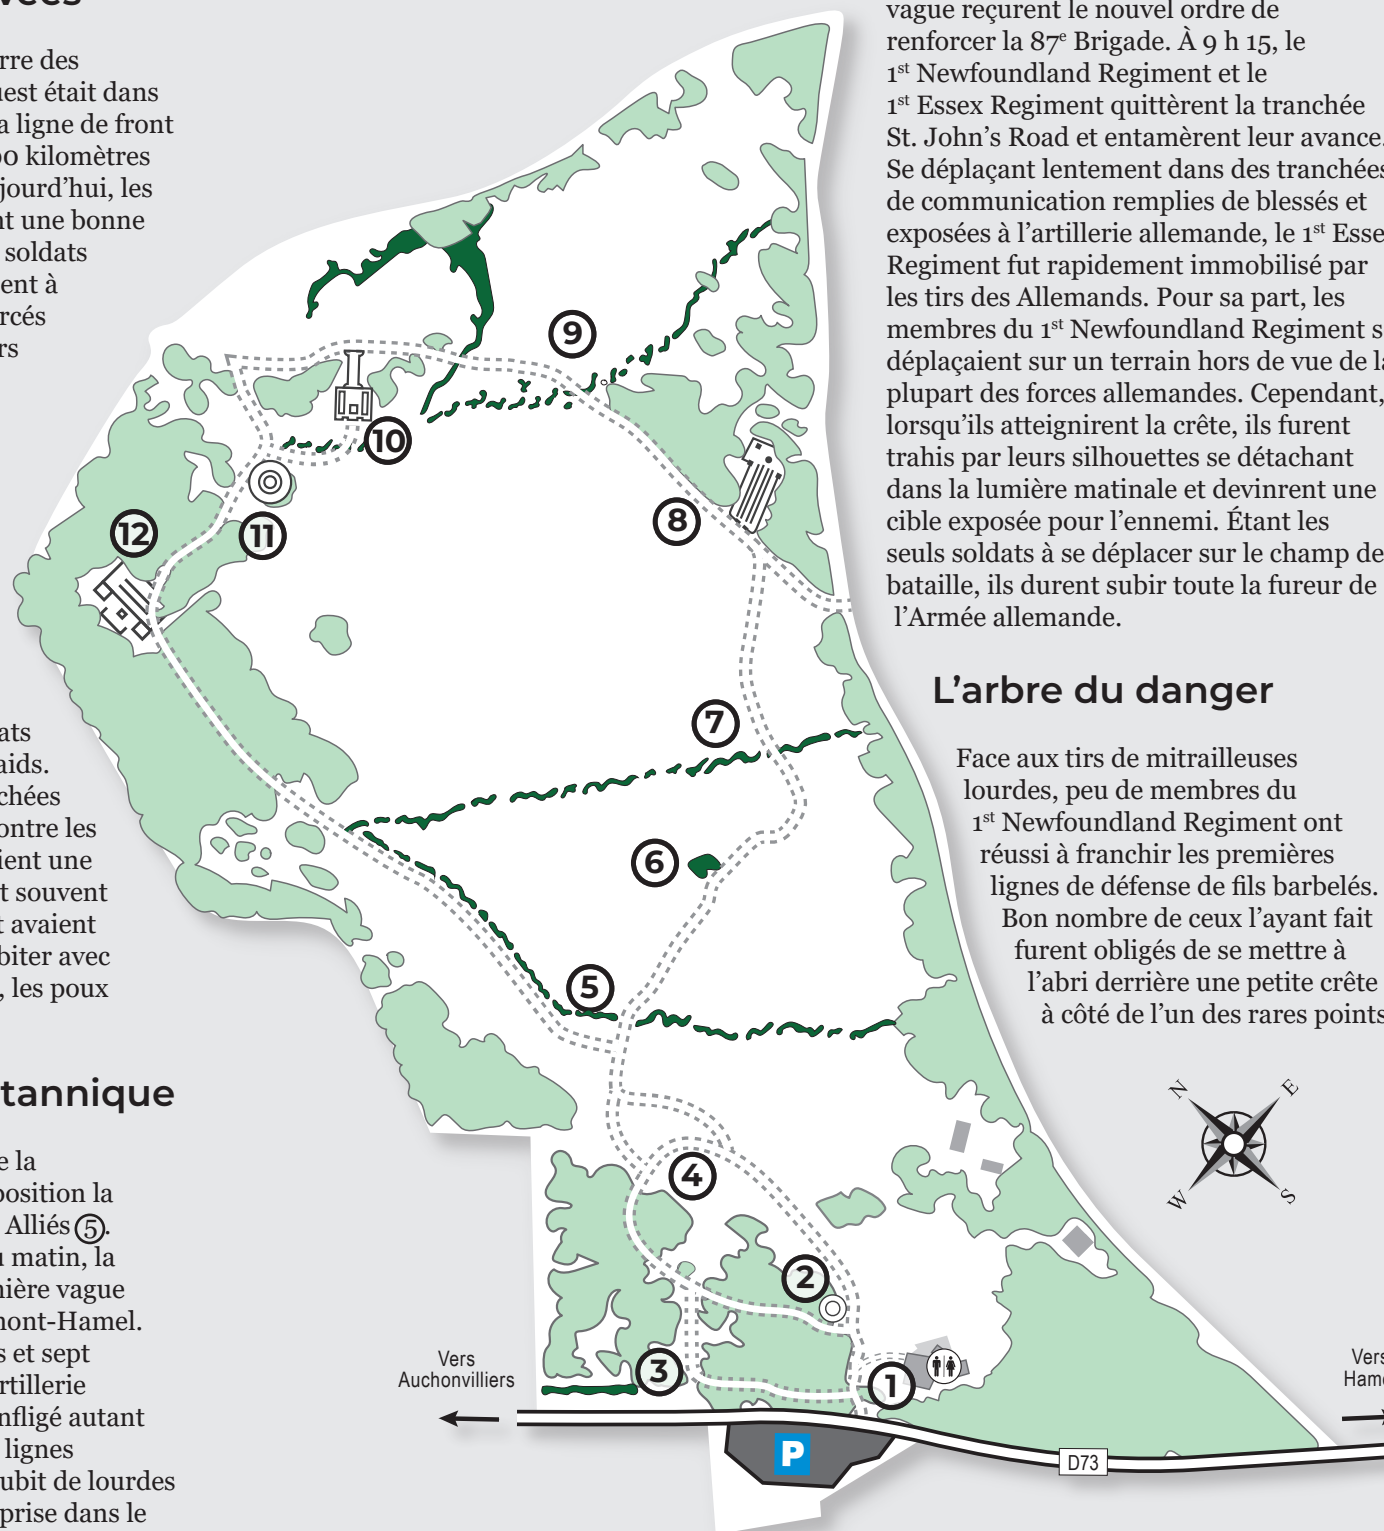 rre des
uest était dans
a ligne de front
00 kilomètres
jourd'hui, les
nt une bonne
soldats
ent à
rcés
rs
ats
aids.
chées
ontre les
ient une
t souvent
t avaient
biter avec
, les poux
tannique
e la
position la
Alliés ⑤.
u matin, la
nière vague
mont-Hamel.
s et sept
rtillerie
nfligé autant
lignes
ubit de lourdes
prise dans le
vague reçurent le nouvel ordre de
renforcer la 87e Brigade. À 9 h 15, le
1st Newfoundland Regiment et le
1st Essex Regiment quittèrent la tranchée
St. John's Road et entamèrent leur avance.
Se déplaçant lentement dans des tranchées
de communication remplies de blessés et
exposées à l'artillerie allemande, le 1st Esse
Regiment fut rapidement immobilisé par
les tirs des Allemands. Pour sa part, les
membres du 1st Newfoundland Regiment s
déplaçaient sur un terrain hors de vue de la
plupart des forces allemandes. Cependant,
lorsqu'ils atteignirent la crête, ils furent
trahis par leurs silhouettes se détachant
dans la lumière matinale et devinrent une
cible exposée pour l'ennemi. Étant les
seuls soldats à se déplacer sur le champ de
bataille, ils durent subir toute la fureur de
l'Armée allemande.
L'arbre du danger
Face aux tirs de mitrailleuses
lourdes, peu de membres du
1st Newfoundland Regiment ont
réussi à franchir les premières
lignes de défense de fils barbelés.
Bon nombre de ceux l'ayant fait
furent obligés de se mettre à
l'abri derrière une petite crête
à côté de l'un des rares points
9
10
8
12
11
7
6
5
4
2
3
1
N
E
W
S
Vers
Auchonvilliers
Vers
Hame
P
D73